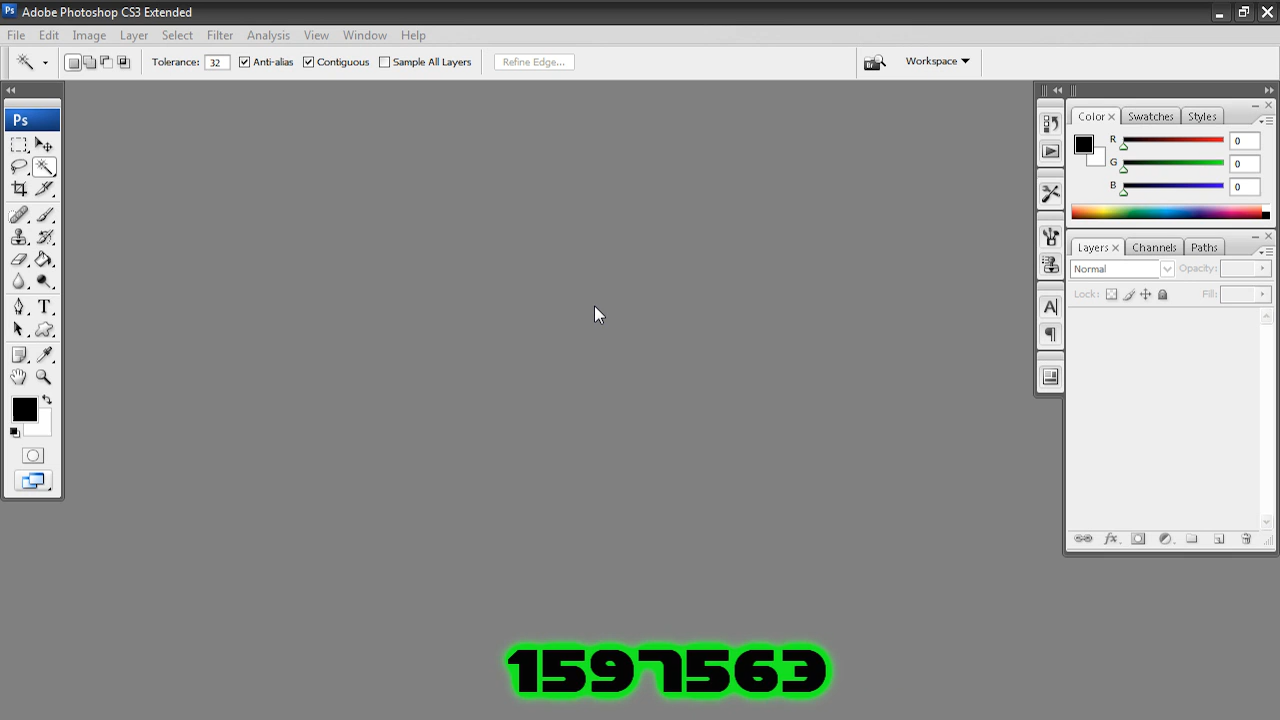 Ps Adobe Photoshop CS3 Extended
File Edit Image Layer Select Filter Analysis View Window Help
Tolerance: 32 Anti-alias Contiguous Sample All Layers Refine Edge... Workspace
Ps
Color Swatches Styles
R 0
G 0
B 0
Layers Channels Paths
Normal Opacity:
Lock: Fill:
1597563